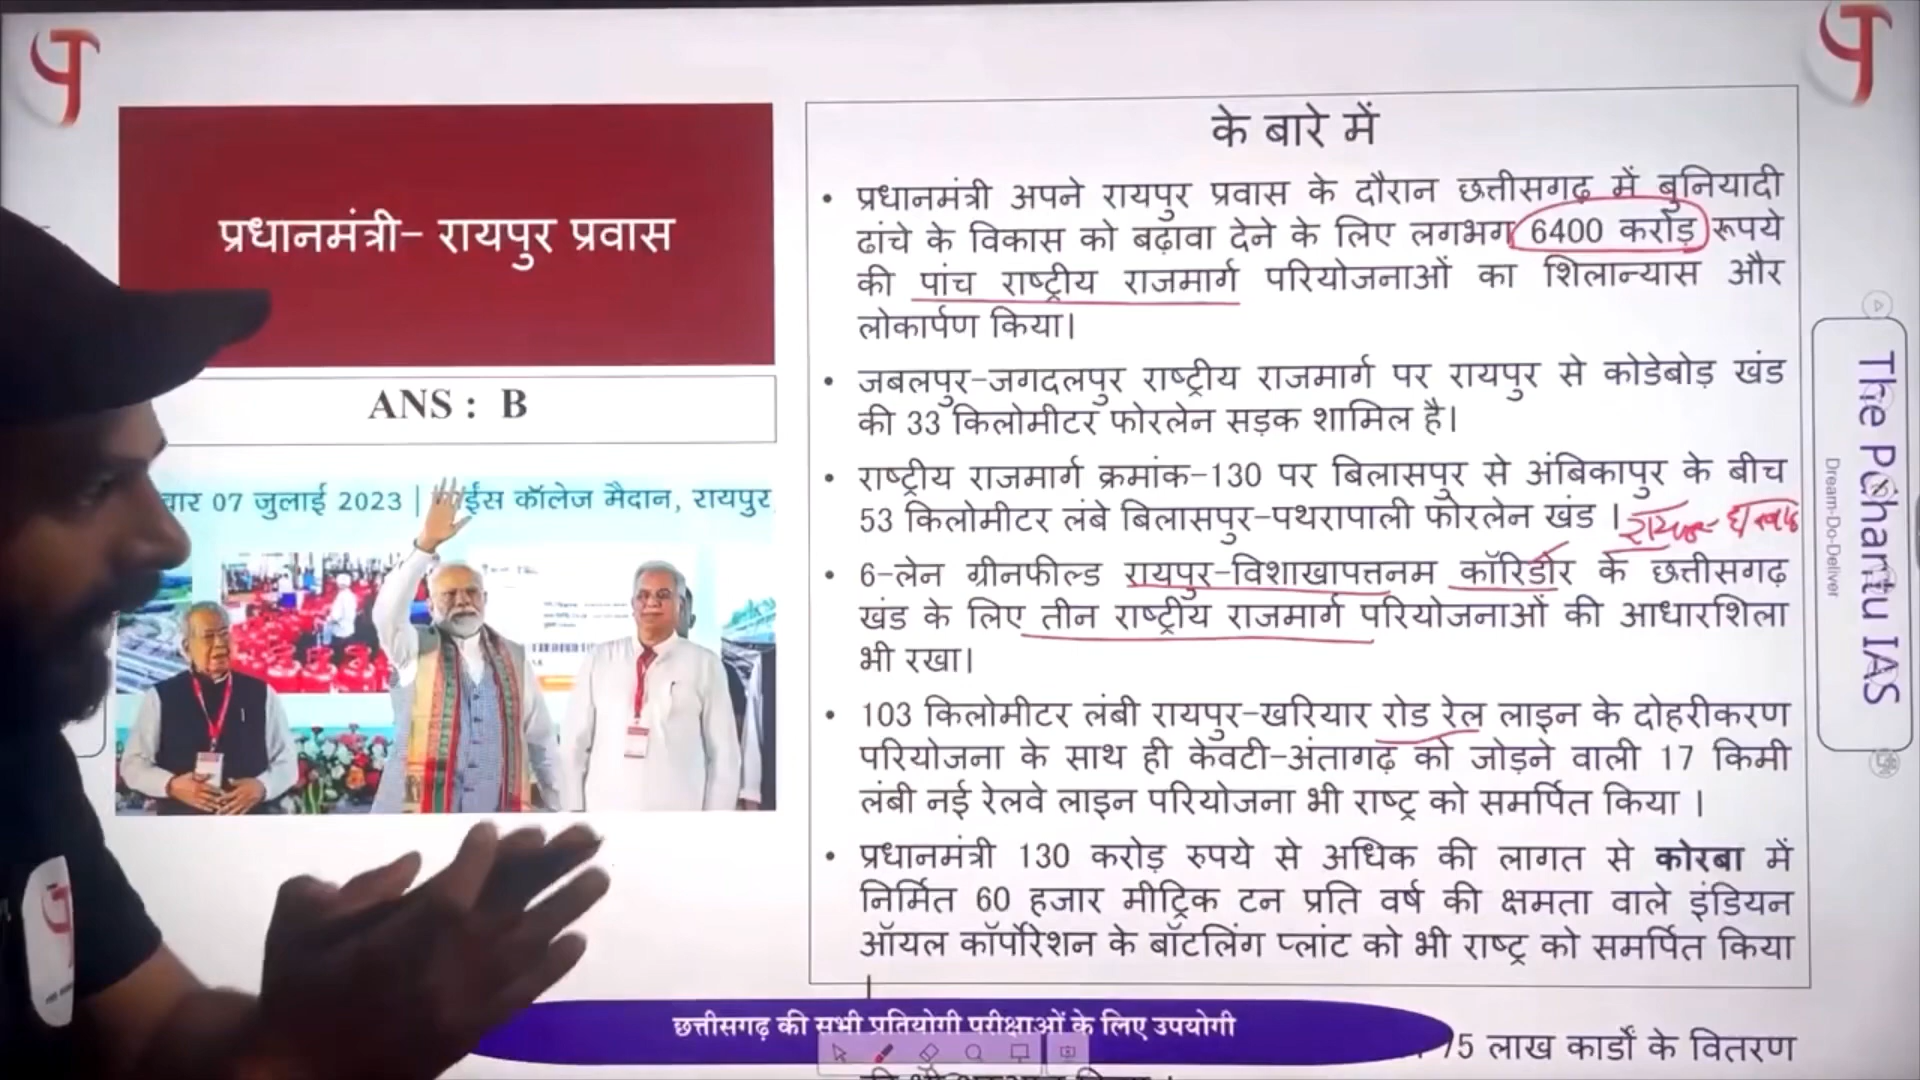 प्रधानमंत्री- रायपुर प्रवास
ANS : B
वार 07 जुलाई 2023 | साईंस कॉलेज मैदान, रायपुर
के बारे में
• प्रधानमंत्री अपने रायपुर प्रवास के दौरान छत्तीसगढ़ में बुनियादी
ढांचे के विकास को बढ़ावा देने के लिए लगभग 6400 करोड़ रूपये
की पांच राष्ट्रीय राजमार्ग परियोजनाओं का शिलान्यास और
लोकार्पण किया।
• जबलपुर-जगदलपुर राष्ट्रीय राजमार्ग पर रायपुर से कोडेबोड़ खंड
की 33 किलोमीटर फोरलेन सड़क शामिल है।
• राष्ट्रीय राजमार्ग क्रमांक-130 पर बिलासपुर से अंबिकापुर के बीच
53 किलोमीटर लंबे बिलासपुर-पथरापाली फोरलेन खंड ।
• 6-लेन ग्रीनफील्ड रायपुर-विशाखापत्तनम कॉरिडोर के छत्तीसगढ़
खंड के लिए तीन राष्ट्रीय राजमार्ग परियोजनाओं की आधारशिला
भी रखा।
• 103 किलोमीटर लंबी रायपुर-खरियार रोड रेल लाइन के दोहरीकरण
परियोजना के साथ ही केवटी-अंतागढ़ को जोड़ने वाली 17 किमी
लंबी नई रेलवे लाइन परियोजना भी राष्ट्र को समर्पित किया ।
• प्रधानमंत्री 130 करोड़ रुपये से अधिक की लागत से कोरबा में
निर्मित 60 हजार मीट्रिक टन प्रति वर्ष की क्षमता वाले इंडियन
ऑयल कॉर्पोरेशन के बॉटलिंग प्लांट को भी राष्ट्र को समर्पित किया
75 लाख कार्डों के वितरण
छत्तीसगढ़ की सभी प्रतियोगी परीक्षाओं के लिए उपयोगी
The Pdhantu IAS
Dream-Do-Deliver